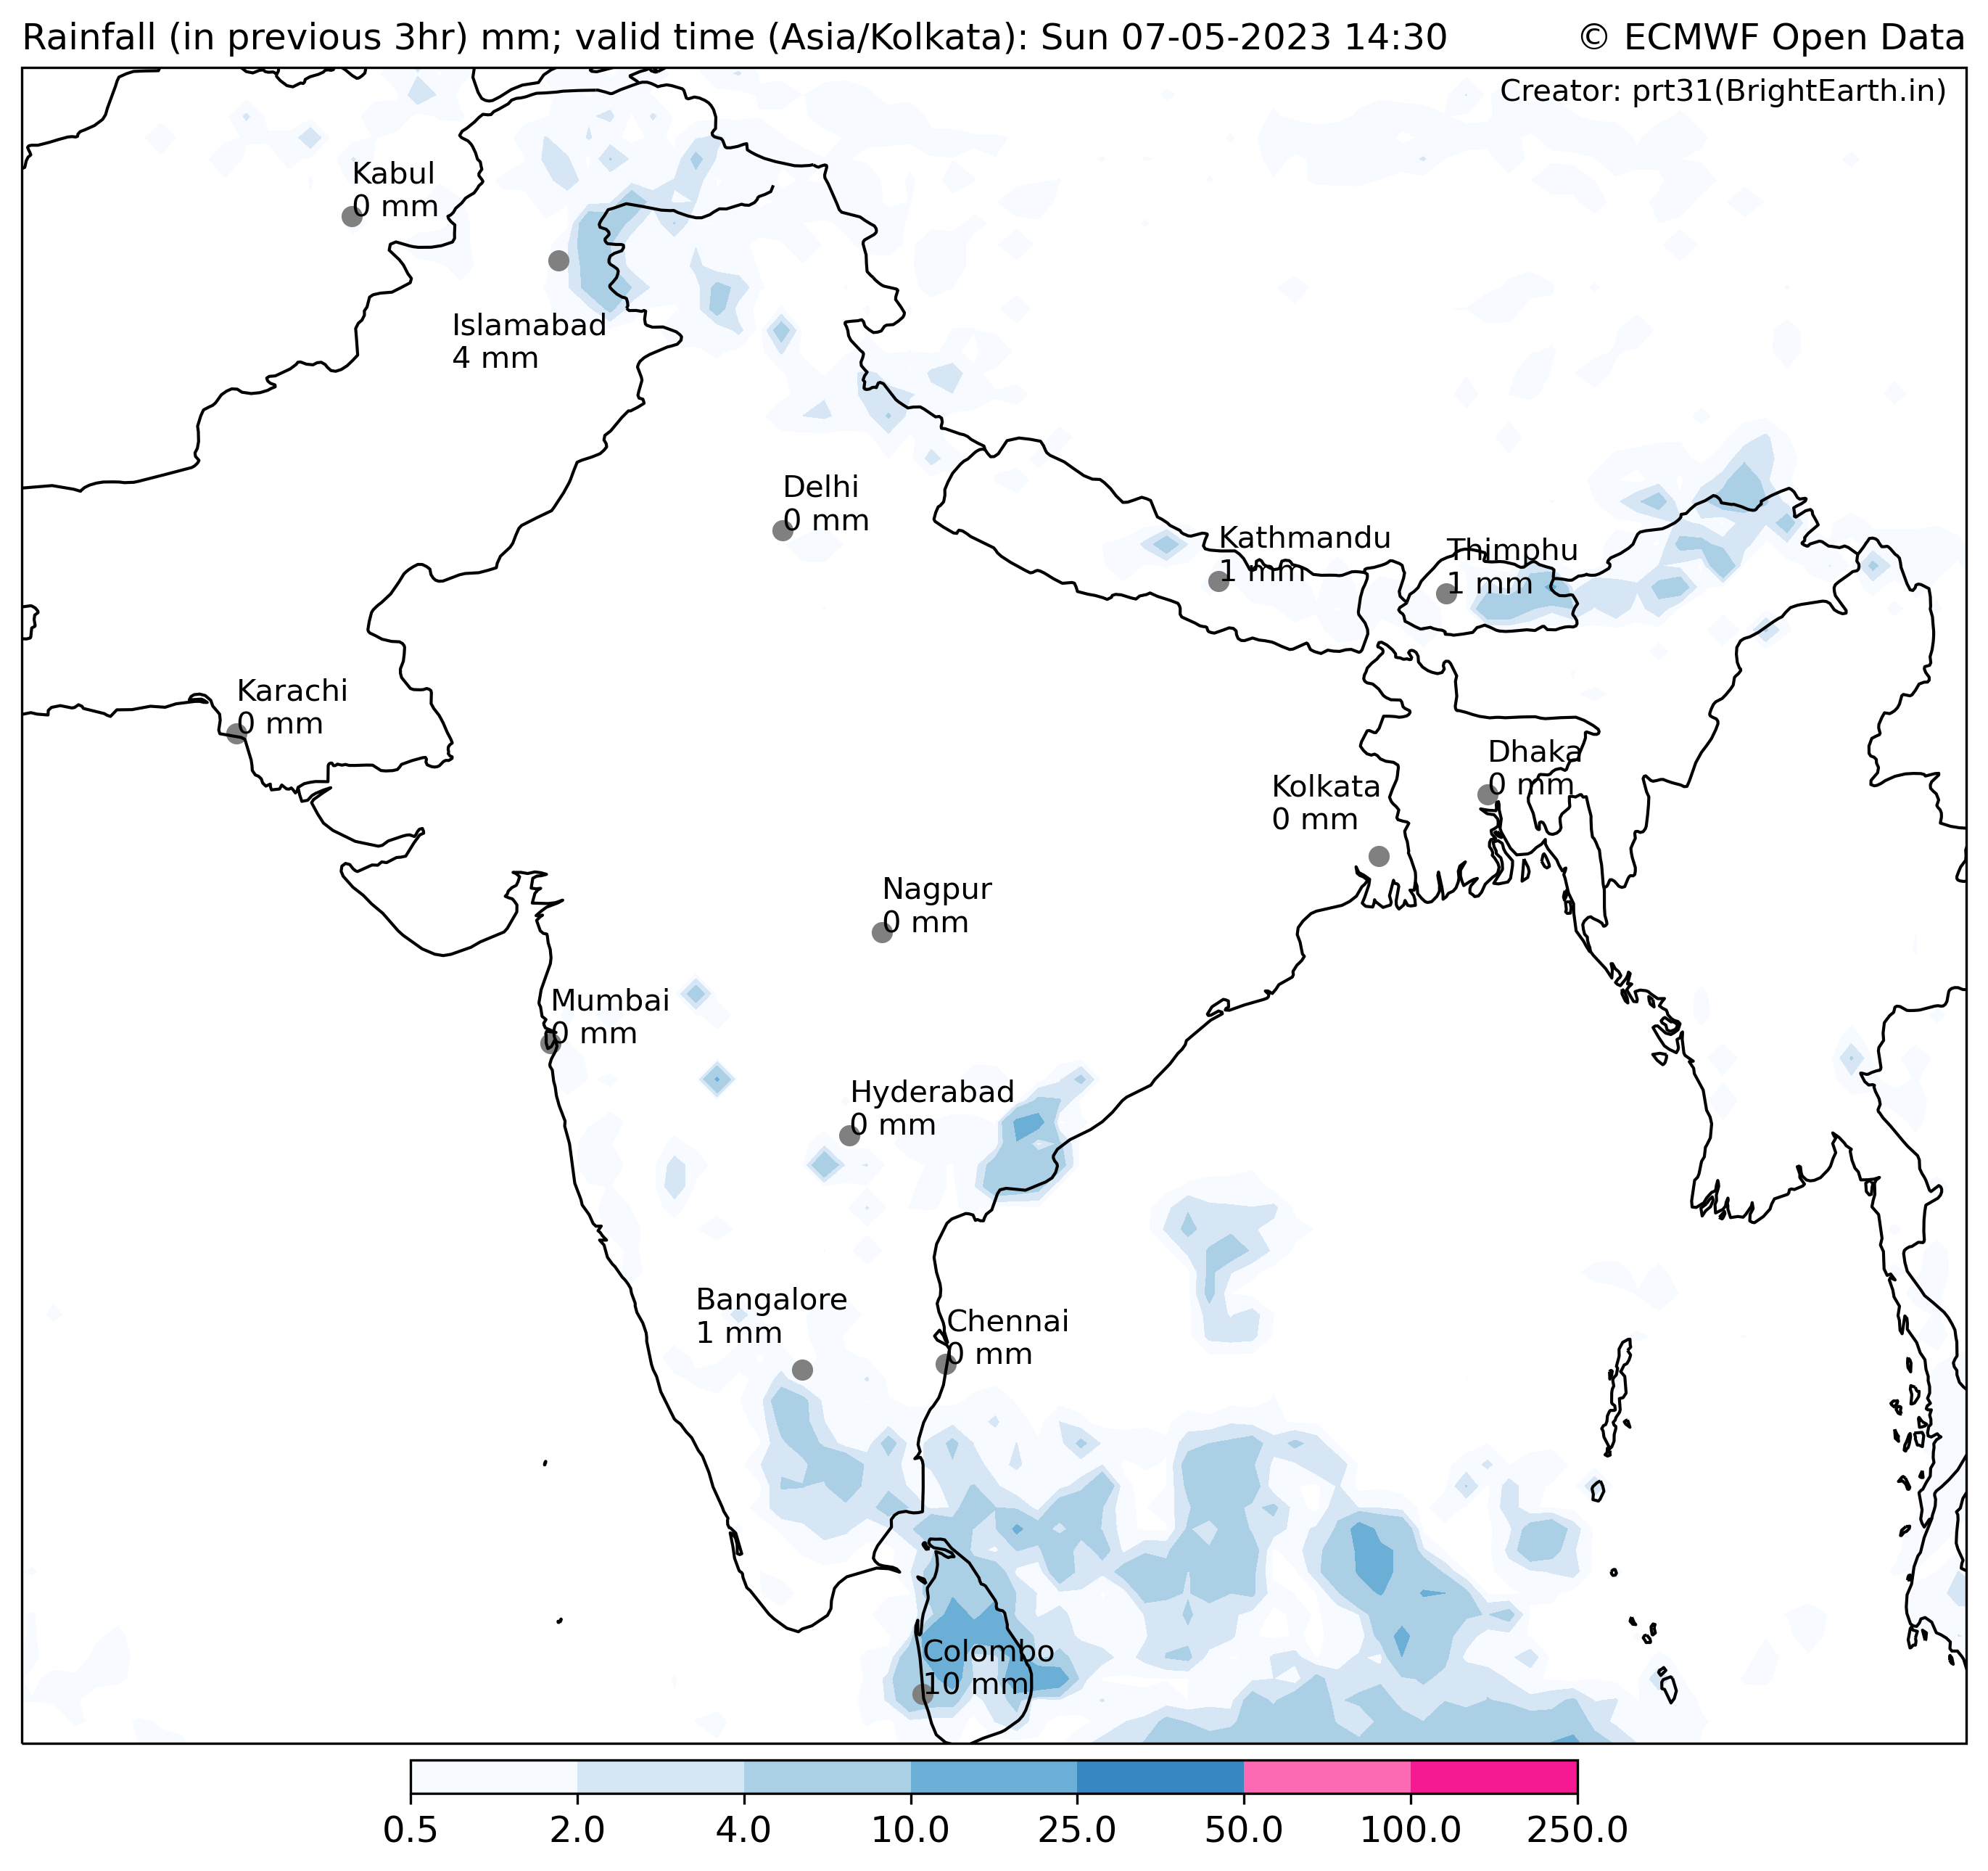 Rainfall (in previous 3hr) mm; valid time (Asia/Kolkata): Sun 07-05-2023 14:30
© ECMWF Open Data
Creator: prt31(BrightEarth.in)
Kabul
0 mm
Islamabad
4 mm
Delhi
0 mm
Kathmandu
1 mm
Thimphu
1 mm
Karachi
0 mm
Dhaka
0 mm
Kolkata
0 mm
Nagpur
0 mm
Mumbai
0 mm
Hyderabad
0 mm
Bangalore
1 mm
Chennai
0 mm
Colombo
10 mm
0.5 2.0 4.0 10.0 25.0 50.0 100.0 250.0